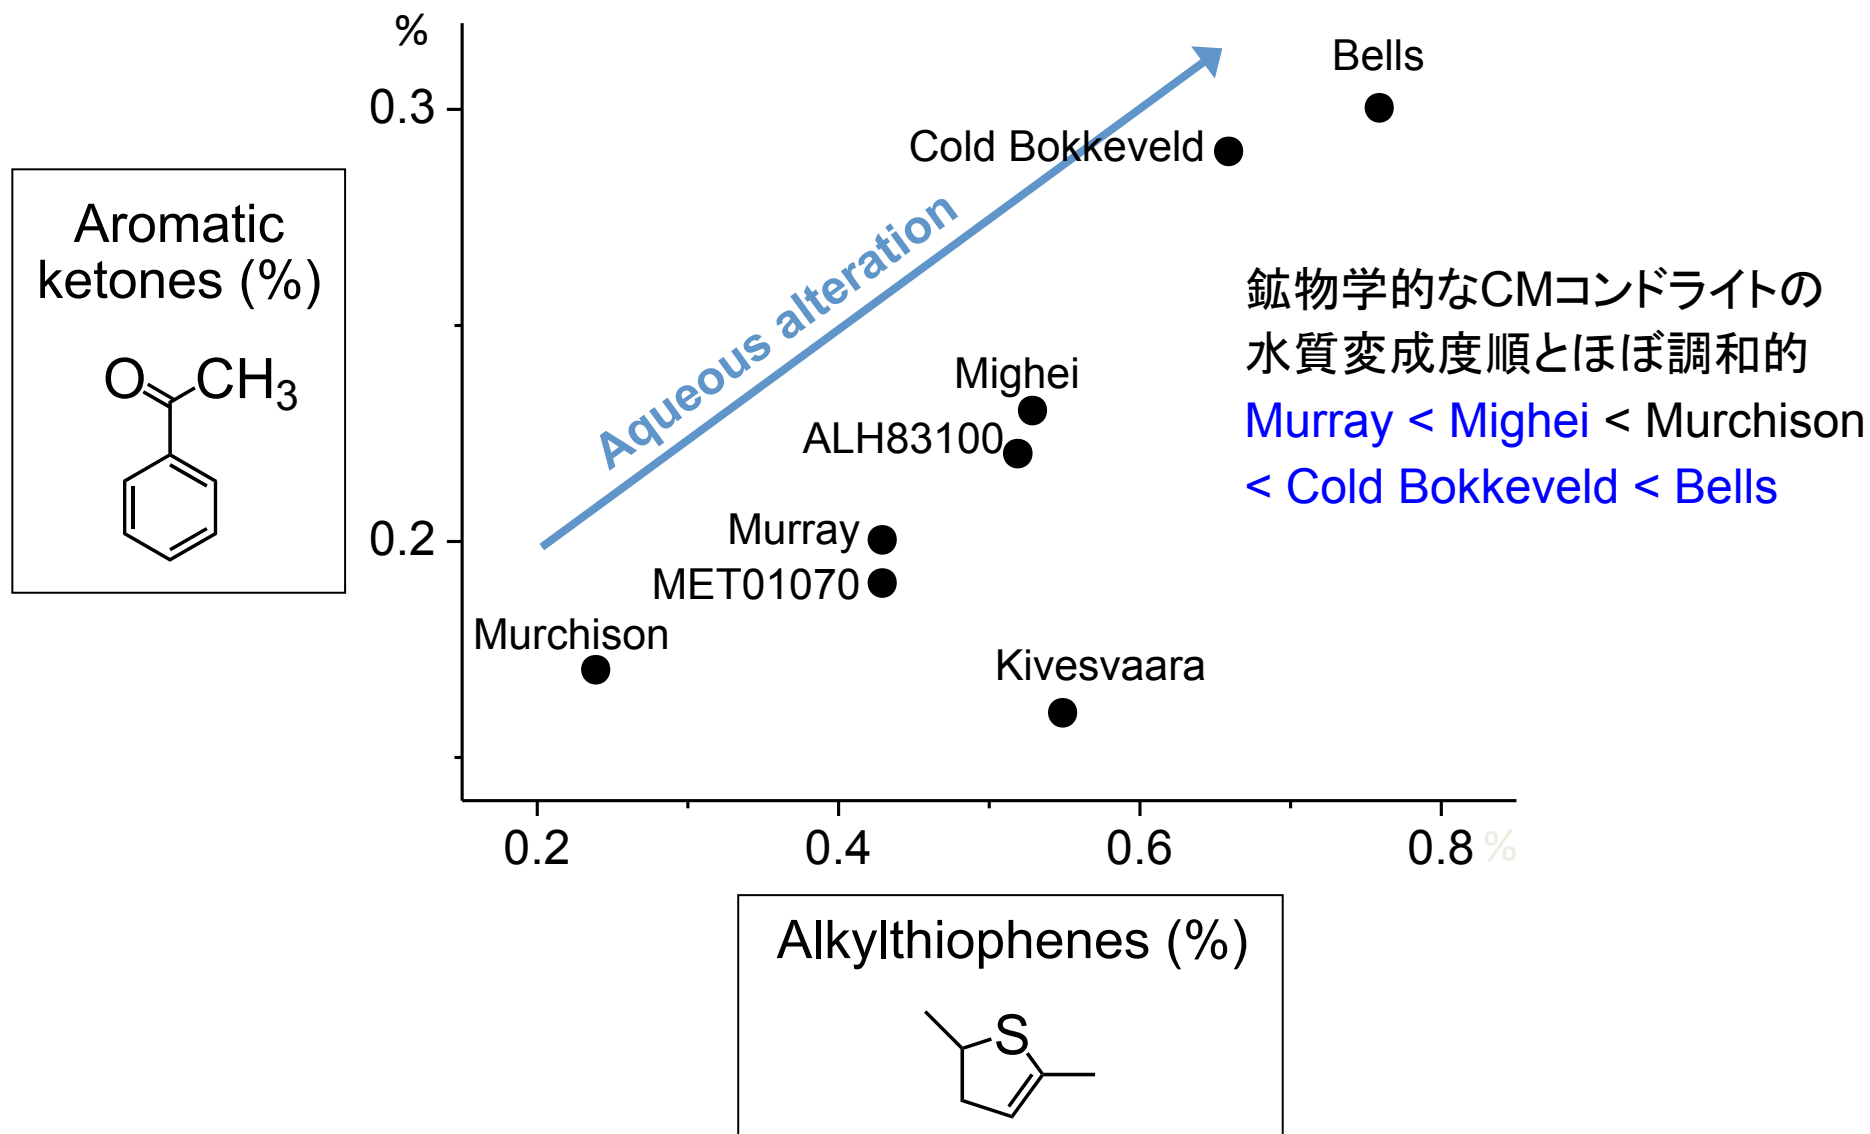 %
0.3
0.2
Aromatic
ketones (%)
O
CH3
Aqueous alteration
Bells
Cold Bokkeveld
Mighei
ALH83100
Murray
MET01070
Murchison
Kivesvaara
鉱物学的なCMコンドライトの
水質変成度順とほぼ調和的
Murray < Mighei < Murchison
< Cold Bokkeveld < Bells
0.2 0.4 0.6 0.8 %
Alkylthiophenes (%)
S